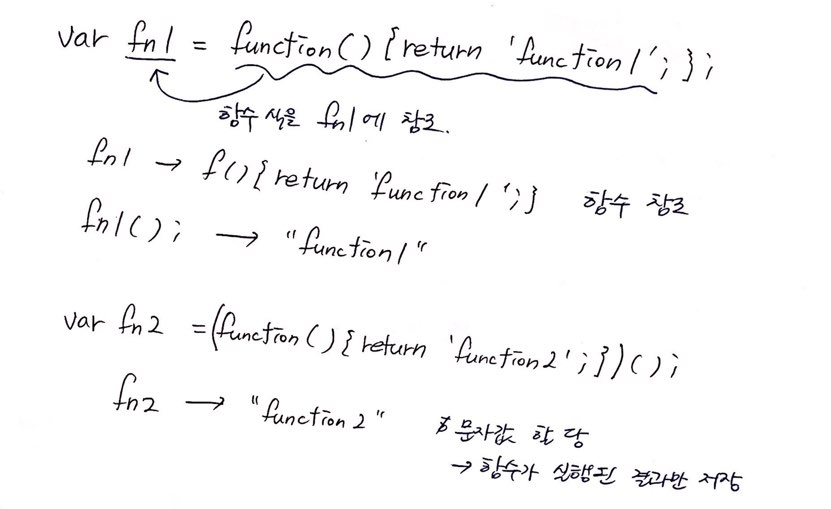 var fn1 = function() {return 'function1'; };
함수 식을 fn1에 참조.
fn1 → f(){return 'function1';} 함수 참조
fn1(); → "function1"
var fn2 =(function(){return 'function2';})();
fn2 → "function2"
※ 문자값 할당
→ 함수가 실행된 결과만 저장